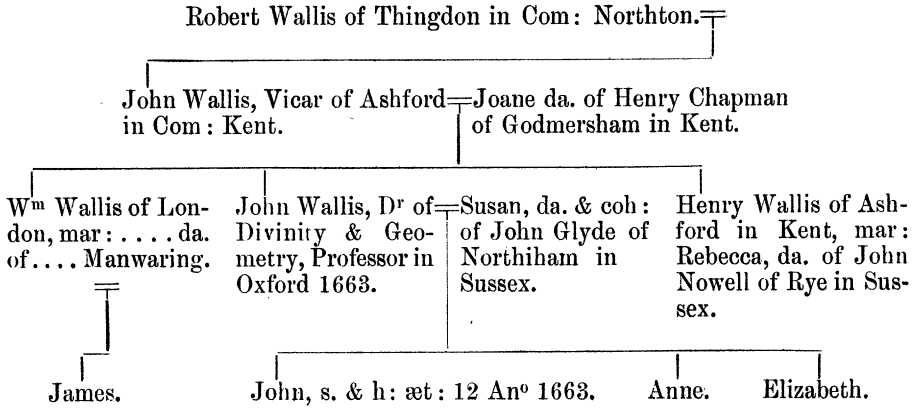 Robert Wallis of Thingdon in Com: Northton.
John Wallis, Vicar of Ashford
in Com: Kent.
Joane da. of Henry Chapman
of Godmersham in Kent.
Wm Wallis of Lon-
don, mar: . . . . da.
of . . . . Manwaring.
John Wallis, Dr of
Divinity & Geo-
metry, Professor in
Oxford 1663.
Susan, da. & coh:
of John Glyde of
Northiham in
Sussex.
Henry Wallis of Ash-
ford in Kent, mar:
Rebecca, da. of John
Nowell of Rye in Sus-
sex.
James.
John, s. & h: æt: 12 Ano 1663.
Anne.
Elizabeth.